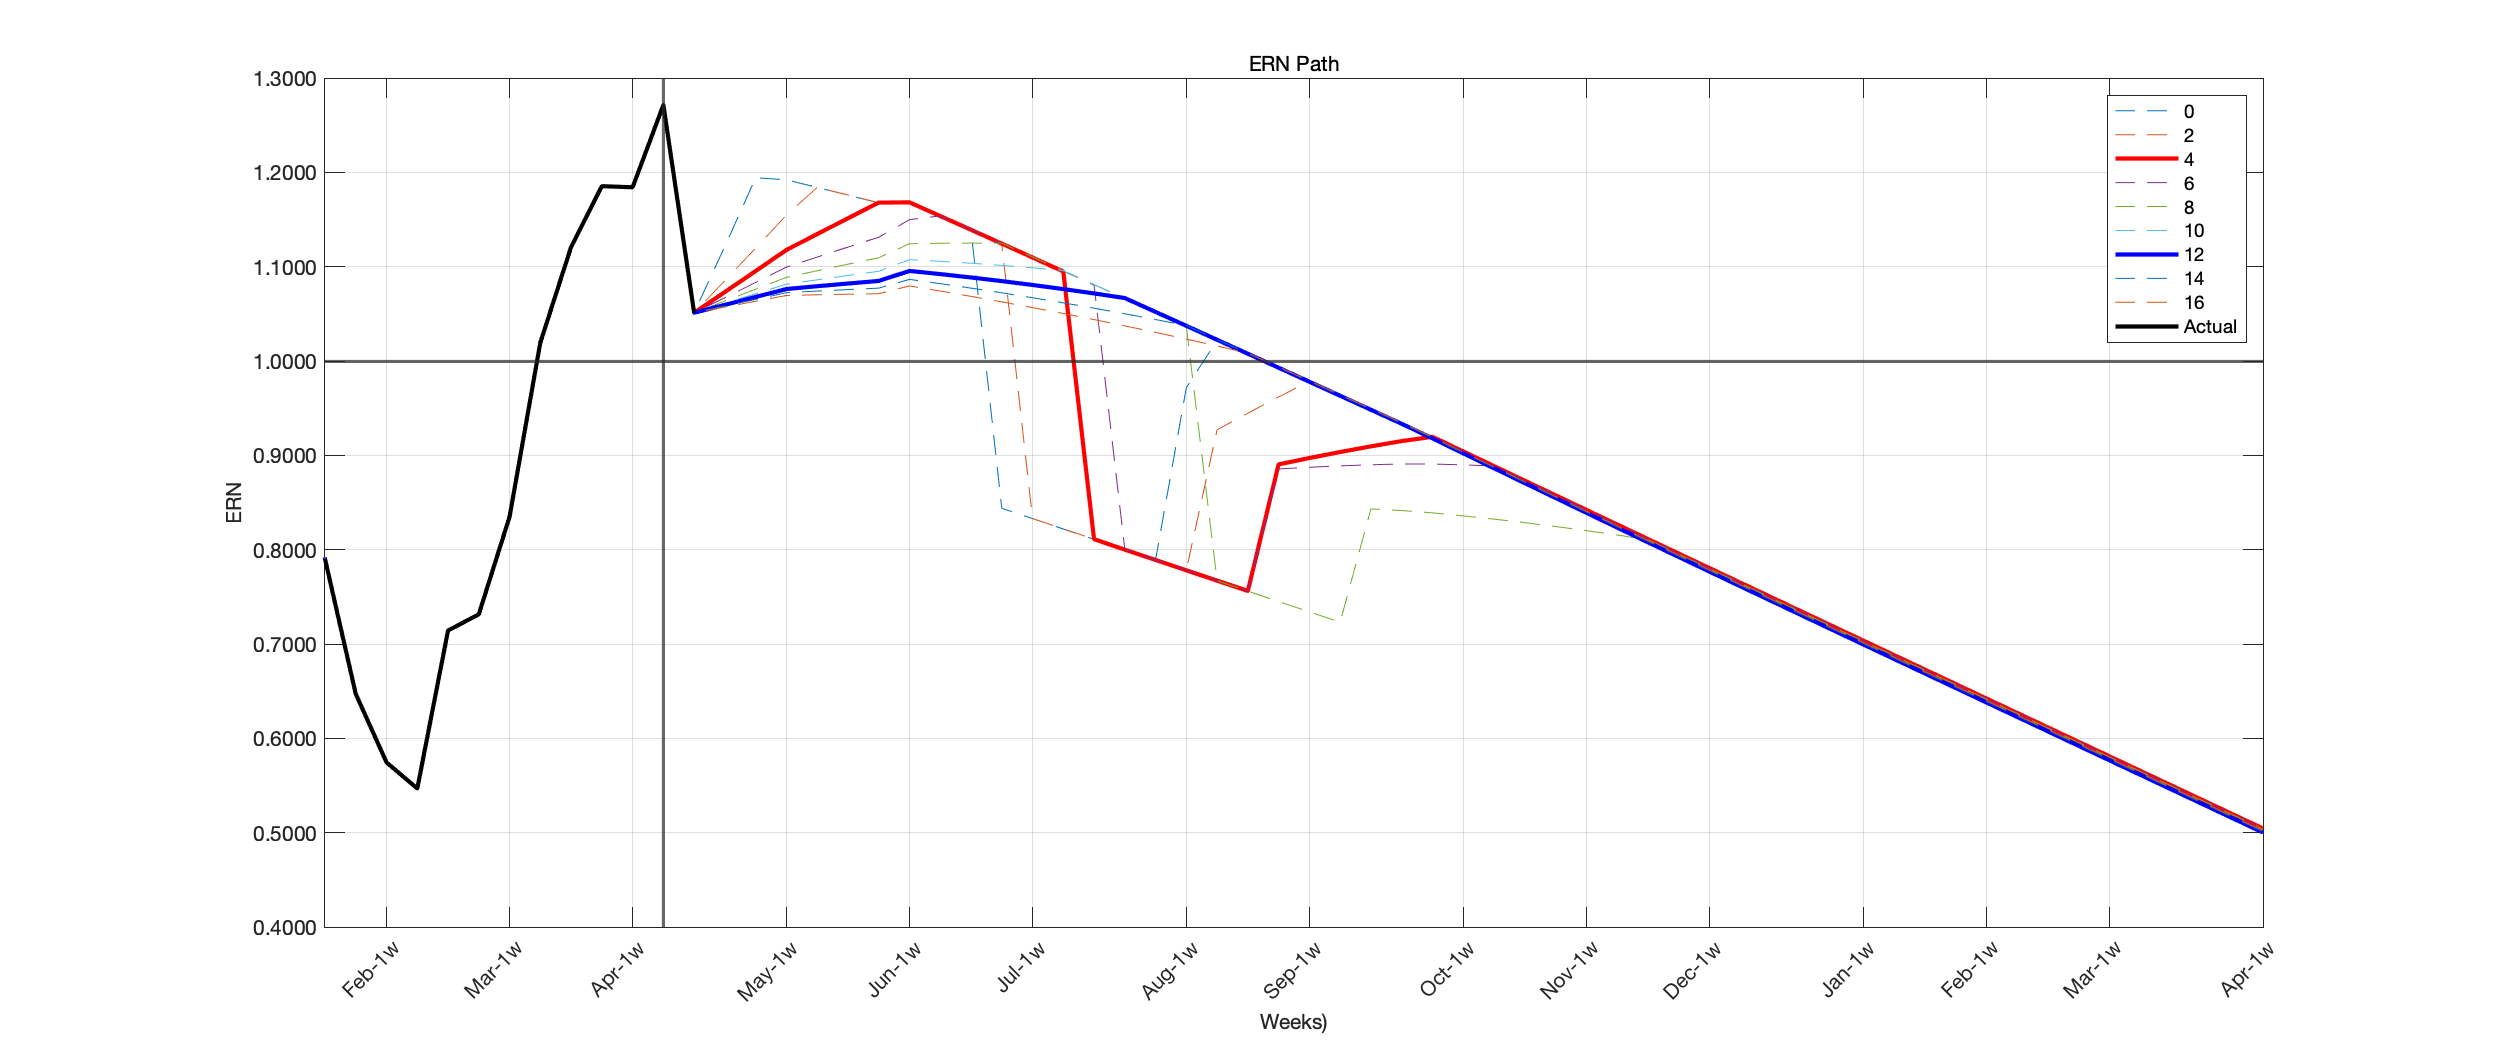 ERN Path
1.3000
1.2000
1.1000
1.0000
0.9000
0.8000
0.7000
0.6000
0.5000
0.4000
ERN
0
2
4
6
8
10
12
14
16
Actual
Feb-1w
Mar-1w
Apr-1w
May-1w
Jun-1w
Jul-1w
Aug-1w
Sep-1w
Oct-1w
Nov-1w
Dec-1w
Jan-1w
Feb-1w
Mar-1w
Apr-1w
Weeks)